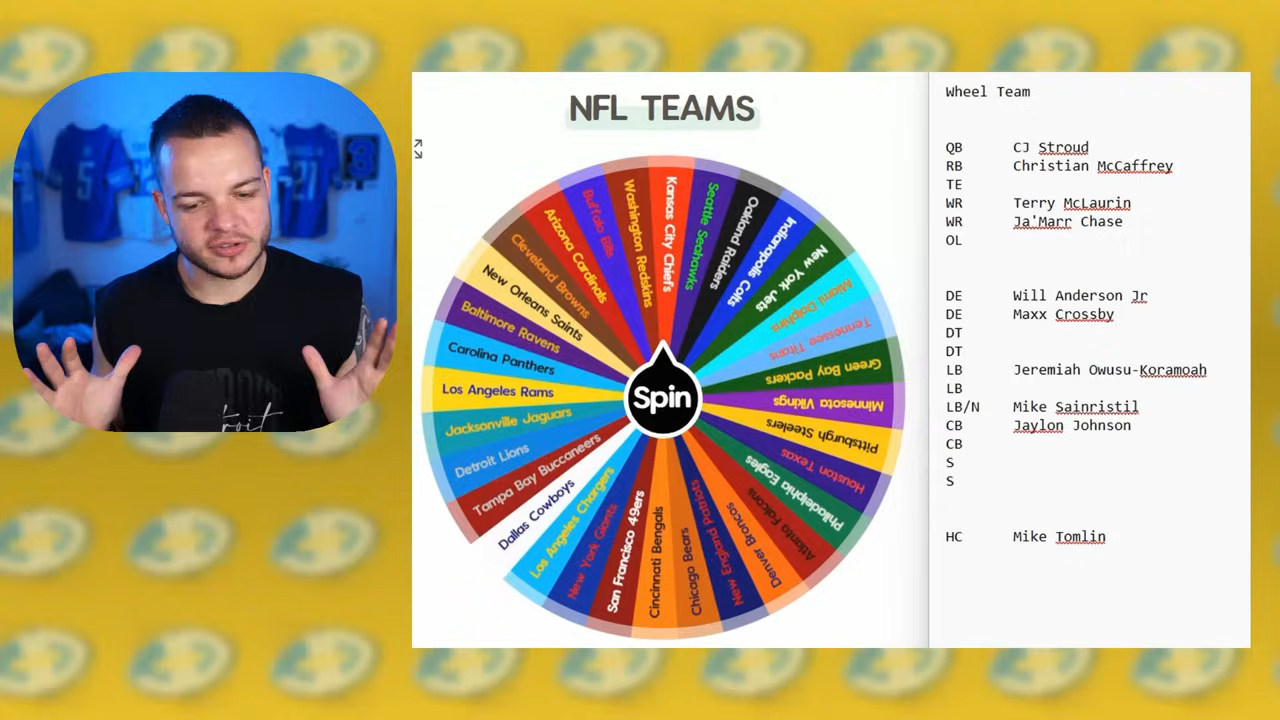 NFL TEAMS
Kansas City Chiefs
Seattle Seahawks
Oakland Raiders
Indianapolis Colts
New York Jets
Miami Dolphins
Tennessee Titans
Green Bay Packers
Minnesota Vikings
Pittsburgh Steelers
Houston Texas
Philadelphia Eagles
Atlanta Falcons
Denver Broncos
New England Patriots
Chicago Bears
Cincinnati Bengals
San Francisco 49ers
New York Giants
Los Angeles Chargers
Dallas Cowboys
Tampa Bay Buccaneers
Detroit Lions
Jacksonville Jaguars
Los Angeles Rams
Carolina Panthers
Baltimore Ravens
New Orleans Saints
Cleveland Browns
Arizona Cardinals
Buffalo Bills
Washington Redskins
Spin
Wheel Team
QB CJ Stroud
RB Christian McCaffrey
TE
WR Terry McLaurin
WR Ja'Marr Chase
OL
DE Will Anderson Jr
DE Maxx Crossby
DT
DT
LB Jeremiah Owusu-Koramoah
LB
LB/N Mike Sainristil
CB Jaylon Johnson
CB
S
S
HC Mike Tomlin
5
21